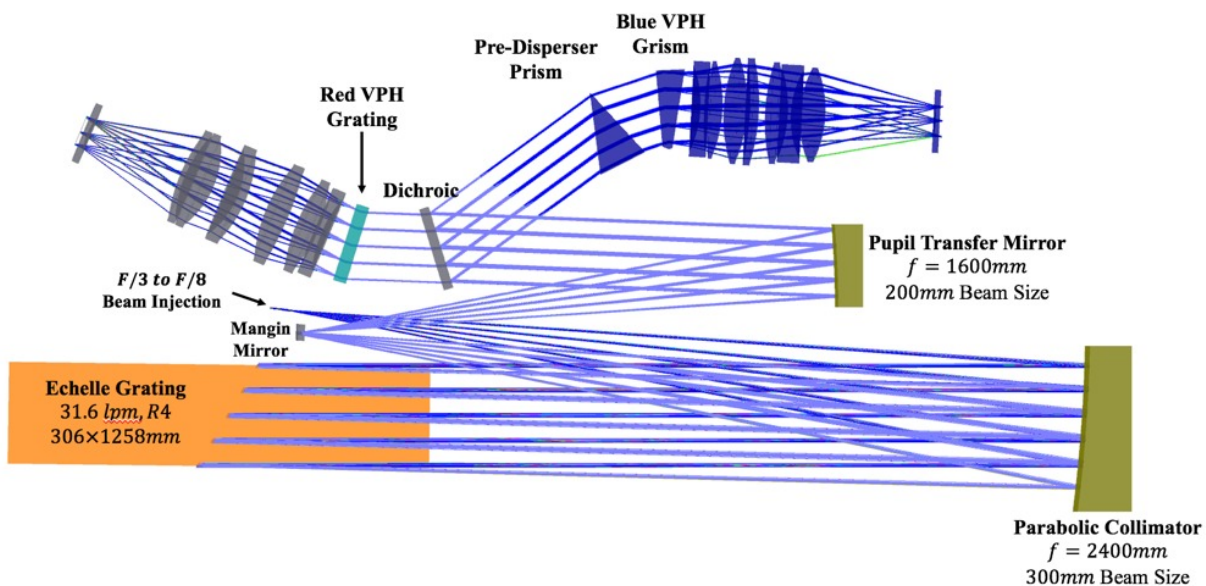 Blue VPH
Grism
Pre-Disperser
Prism
Red VPH
Grating
Dichroic
Pupil Transfer Mirror
f = 1600mm
200mm Beam Size
F/3 to F/8
Beam Injection
Mangin
Mirror
Echelle Grating
31.6 lpm, R4
306×1258mm
Parabolic Collimator
f = 2400mm
300mm Beam Size